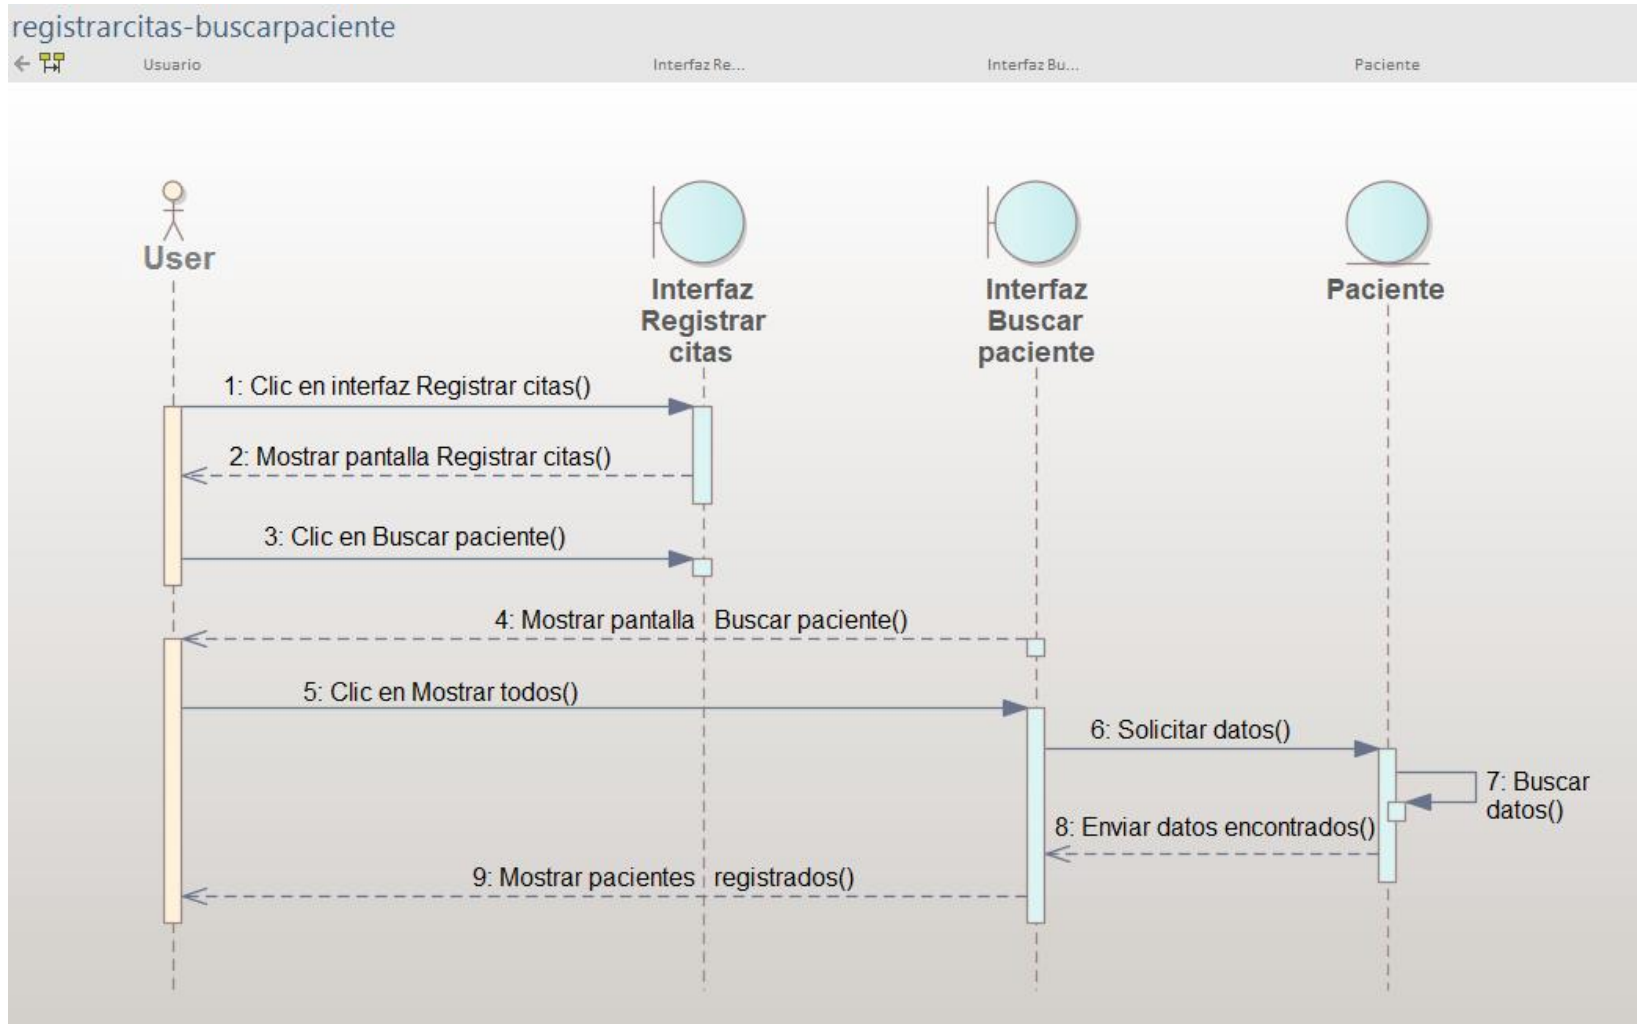 registrarcitas-buscarpaciente
Usuario
Interfaz Re...
Interfaz Bu...
Paciente
User
Interfaz
Registrar
citas
Interfaz
Buscar
paciente
Paciente
1: Clic en interfaz Registrar citas()
2: Mostrar pantalla Registrar citas()
3: Clic en Buscar paciente()
4: Mostrar pantalla Buscar paciente()
5: Clic en Mostrar todos()
6: Solicitar datos()
7: Buscar
datos()
8: Enviar datos encontrados()
9: Mostrar pacientes registrados()